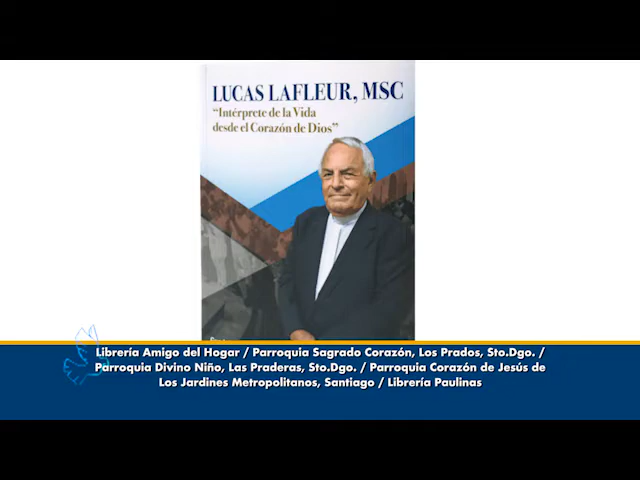 LUCAS LAFLEUR, MSC
“Intérprete de la Vida
desde el Corazón de Dios”
Librería Amigo del Hogar / Parroquia Sagrado Corazón, Los Prados, Sto.Dgo. /
Parroquia Divino Niño, Las Praderas, Sto.Dgo. / Parroquia Corazón de Jesús de
Los Jardines Metropolitanos, Santiago / Librería Paulinas